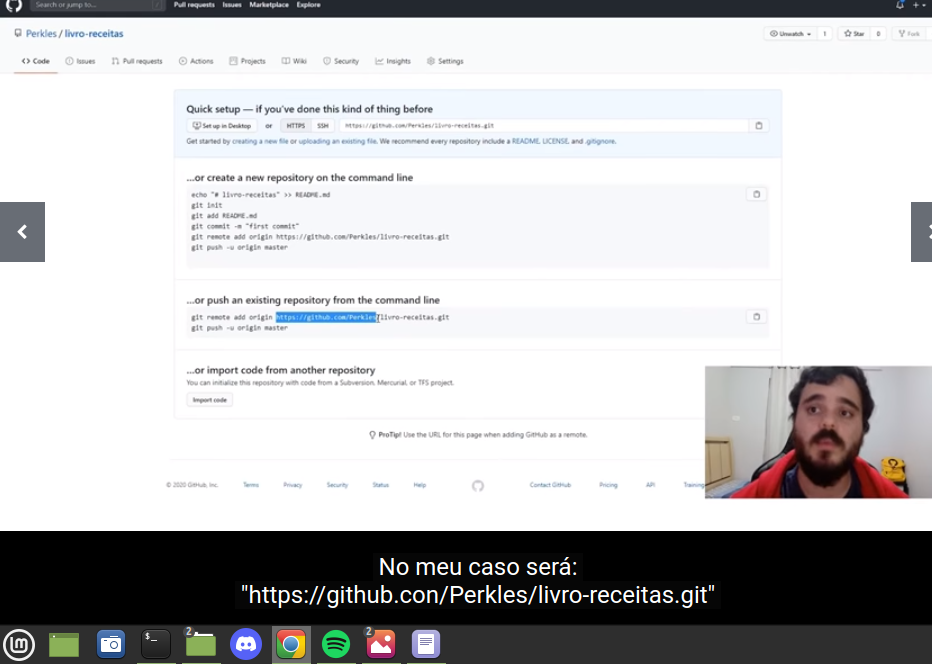 Search or jump to...
/
Pull requests Issues Marketplace Explore
Perkles / livro-receitas
Unwatch 1 Star 0 Fork
Code Issues Pull requests Actions Projects Wiki Security Insights Settings
Quick setup — if you've done this kind of thing before
Set up in Desktop or HTTPS SSH https://github.com/Perkles/livro-receitas.git
Get started by creating a new file or uploading an existing file. We recommend every repository include a README, LICENSE, and .gitignore.
...or create a new repository on the command line
echo "# livro-receitas" >> README.md
git init
git add README.md
git commit -m "first commit"
git remote add origin https://github.com/Perkles/livro-receitas.git
git push -u origin master
...or push an existing repository from the command line
git remote add origin https://github.com/Perkles/livro-receitas.git
git push -u origin master
...or import code from another repository
You can initialize this repository with code from a Subversion, Mercurial, or TFS project.
Import code
ProTip! Use the URL for this page when adding GitHub as a remote.
© 2020 GitHub, Inc. Terms Privacy Security Status Help Contact GitHub Pricing API Training
No meu caso será:
"https://github.con/Perkles/livro-receitas.git"
$_ 2 2